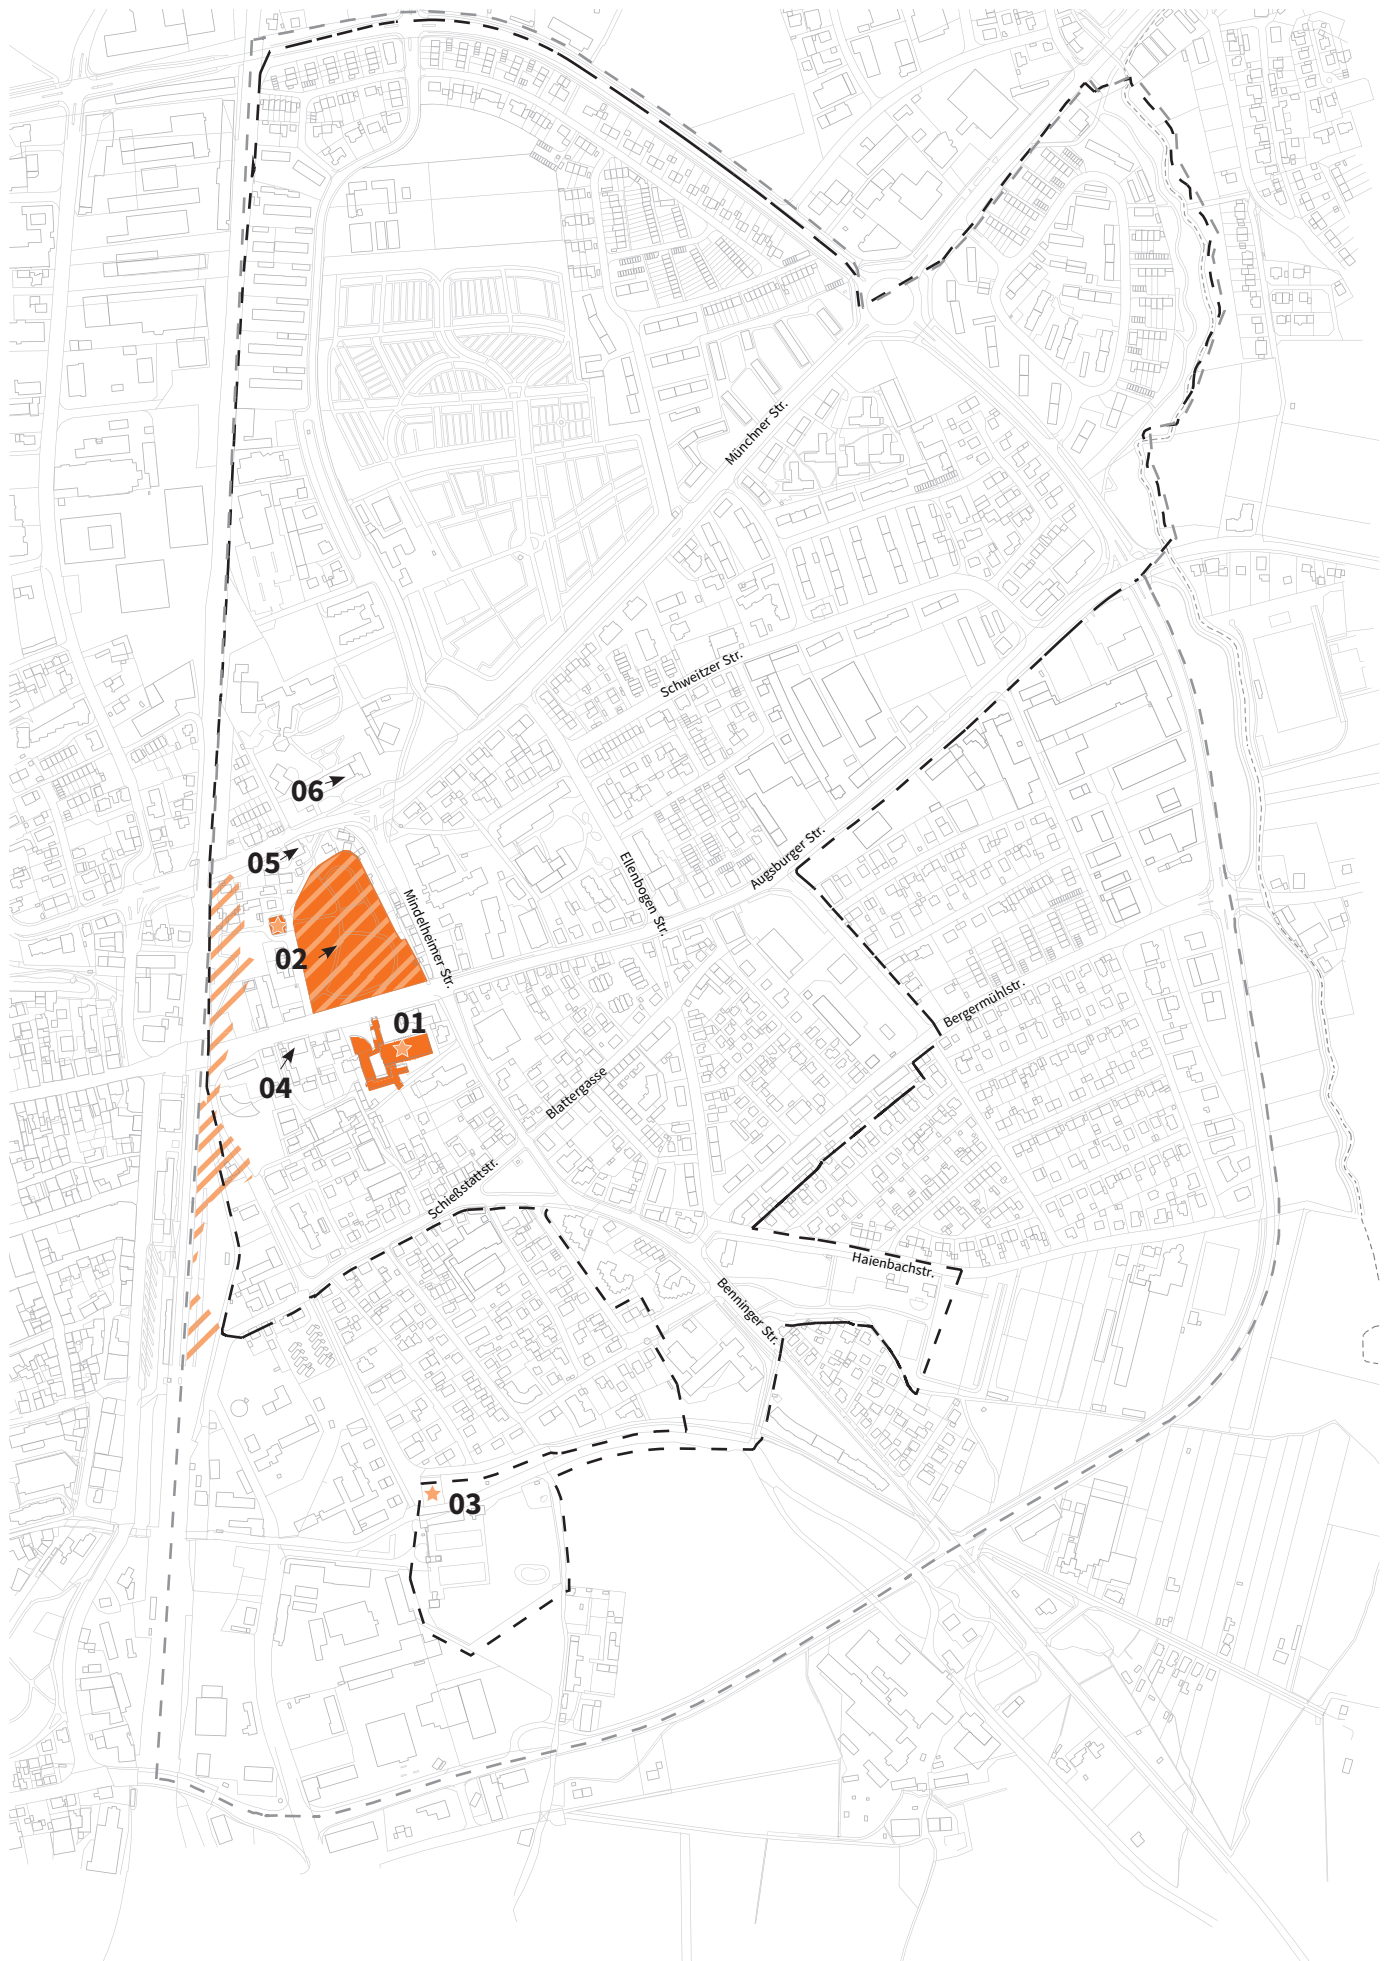 Münchner Str.
Schweitzer Str.
06
Augsburger Str.
05
Ellenbogen Str.
Mindelheimer Str.
02
Bergermühlstr.
01
04
Blattergasse
Schießstattstr.
Haienbachstr.
Benninger Str.
03